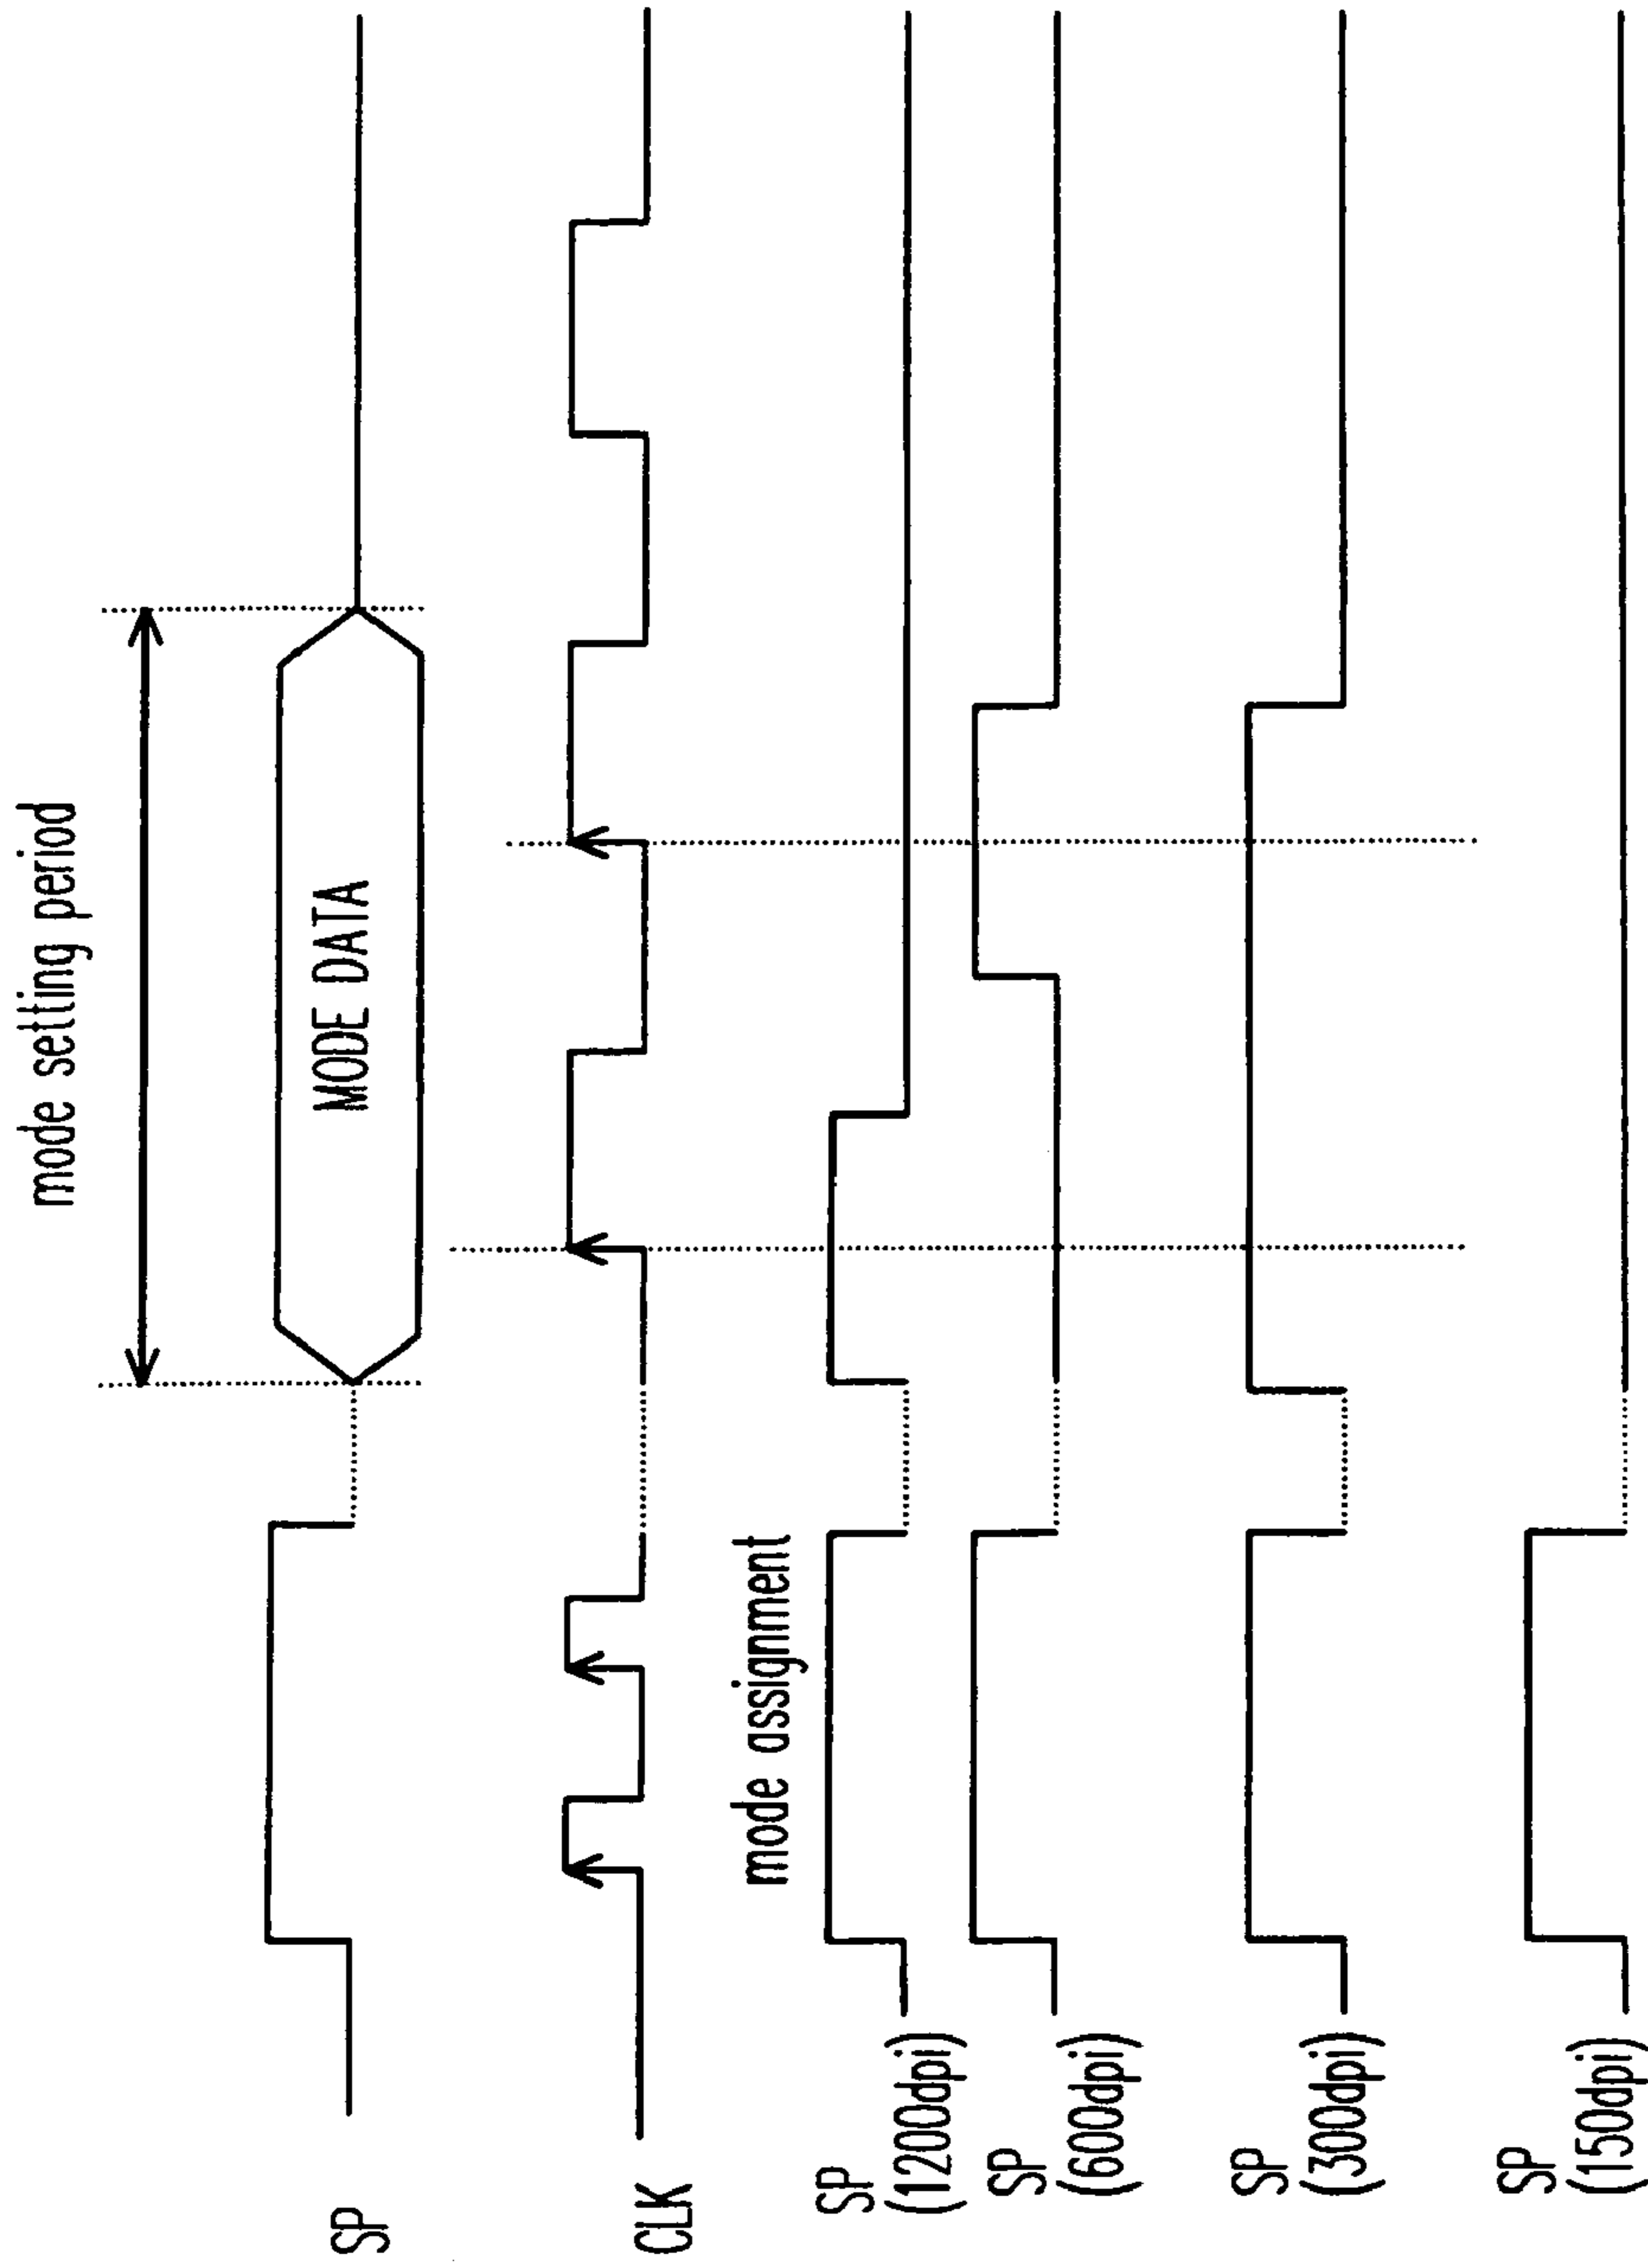 mode setting period
SP
MODE DATA
CLK
mode assignment
SP
(1200dpi)
SP
(600dpi)
SP
(300dpi)
SP
(150dpi)